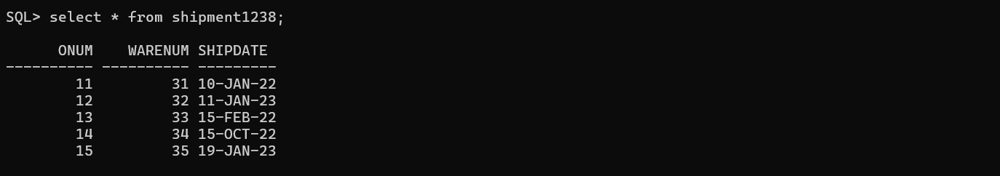 SQL> select * from shipment1238;
      ONUM    WARENUM SHIPDATE
---------- ---------- ---------
        11         31 10-JAN-22
        12         32 11-JAN-23
        13         33 15-FEB-22
        14         34 15-OCT-22
        15         35 19-JAN-23